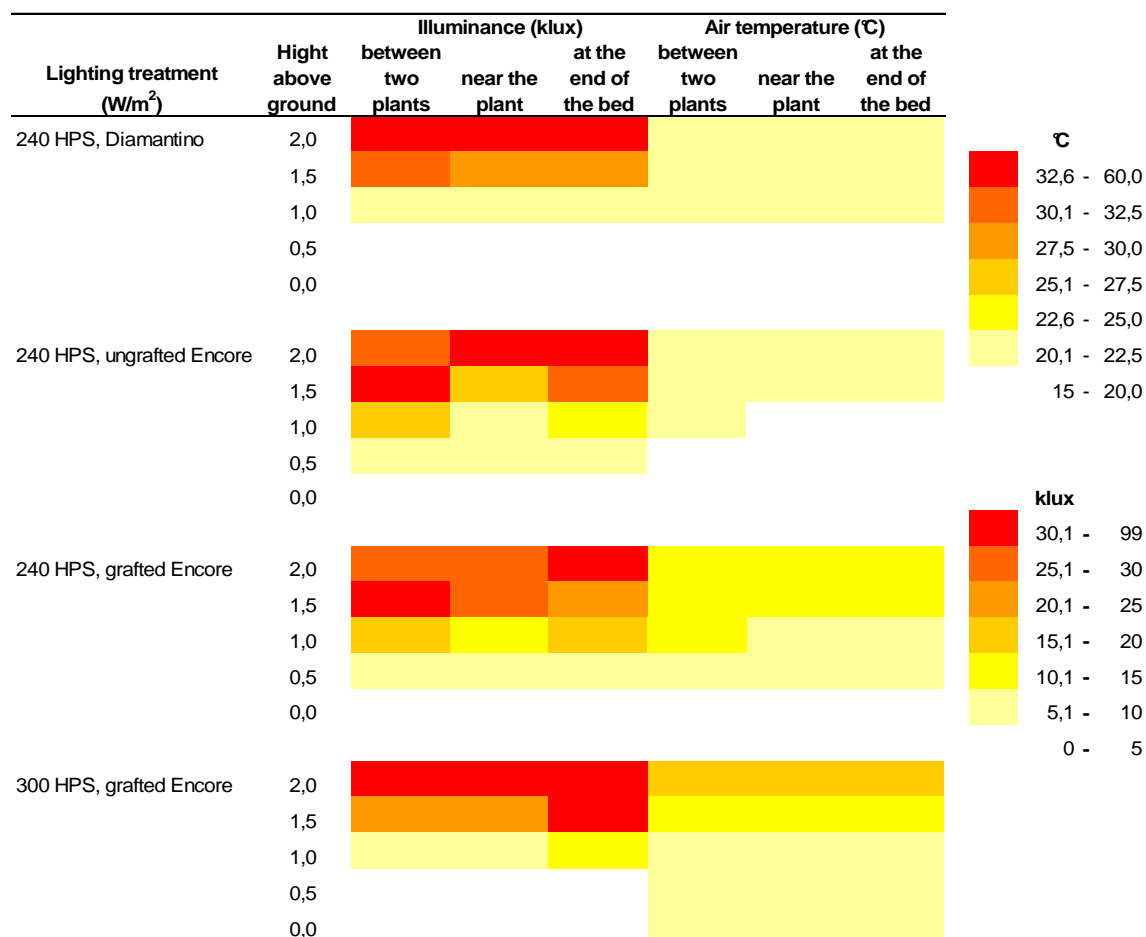 Illuminance (klux) Air temperature (℃)
Lighting treatment (W/m²) Hight above ground between two plants near the plant at the end of the bed between two plants near the plant at the end of the bed
240 HPS, Diamantino 2,0
1,5
1,0
0,5
0,0
240 HPS, ungrafted Encore 2,0
1,5
1,0
0,5
0,0
240 HPS, grafted Encore 2,0
1,5
1,0
0,5
0,0
300 HPS, grafted Encore 2,0
1,5
1,0
0,5
0,0
℃
32,6 - 60,0
30,1 - 32,5
27,5 - 30,0
25,1 - 27,5
22,6 - 25,0
20,1 - 22,5
15 - 20,0
klux
30,1 - 99
25,1 - 30
20,1 - 25
15,1 - 20
10,1 - 15
5,1 - 10
0 - 5